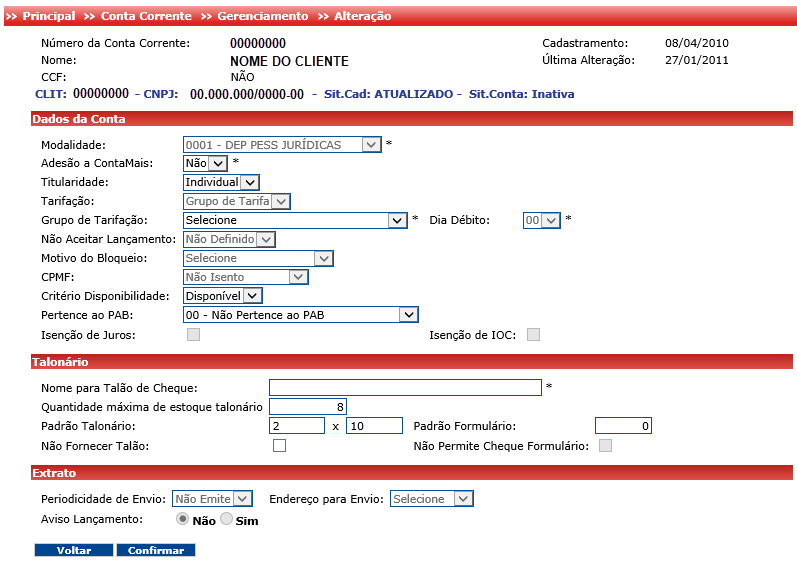 >> Principal >> Conta Corrente >> Gerenciamento >> Alteração
Número da Conta Corrente: 00000000 Cadastramento: 08/04/2010
Nome: NOME DO CLIENTE Última Alteração: 27/01/2011
CCF: NÃO
CLIT: 00000000 - CNPJ: 00.000.000/0000-00 - Sit.Cad: ATUALIZADO - Sit.Conta: Inativa
Dados da Conta
Modalidade: 0001 - DEP PESS JURÍDICAS *
Adesão a ContaMais: Não *
Titularidade: Individual
Tarifação: Grupo de Tarifa
Grupo de Tarifação: Selecione * Dia Débito: 00 *
Não Aceitar Lançamento: Não Definido
Motivo do Bloqueio: Selecione
CPMF: Não Isento
Critério Disponibilidade: Disponível
Pertence ao PAB: 00 - Não Pertence ao PAB
Isenção de Juros: Isenção de IOC:
Talonário
Nome para Talão de Cheque: *
Quantidade máxima de estoque talonário 8
Padrão Talonário: 2 x 10 Padrão Formulário: 0
Não Fornecer Talão: Não Permite Cheque Formulário:
Extrato
Periodicidade de Envio: Não Emite Endereço para Envio: Selecione
Aviso Lançamento: Não Sim
Voltar Confirmar